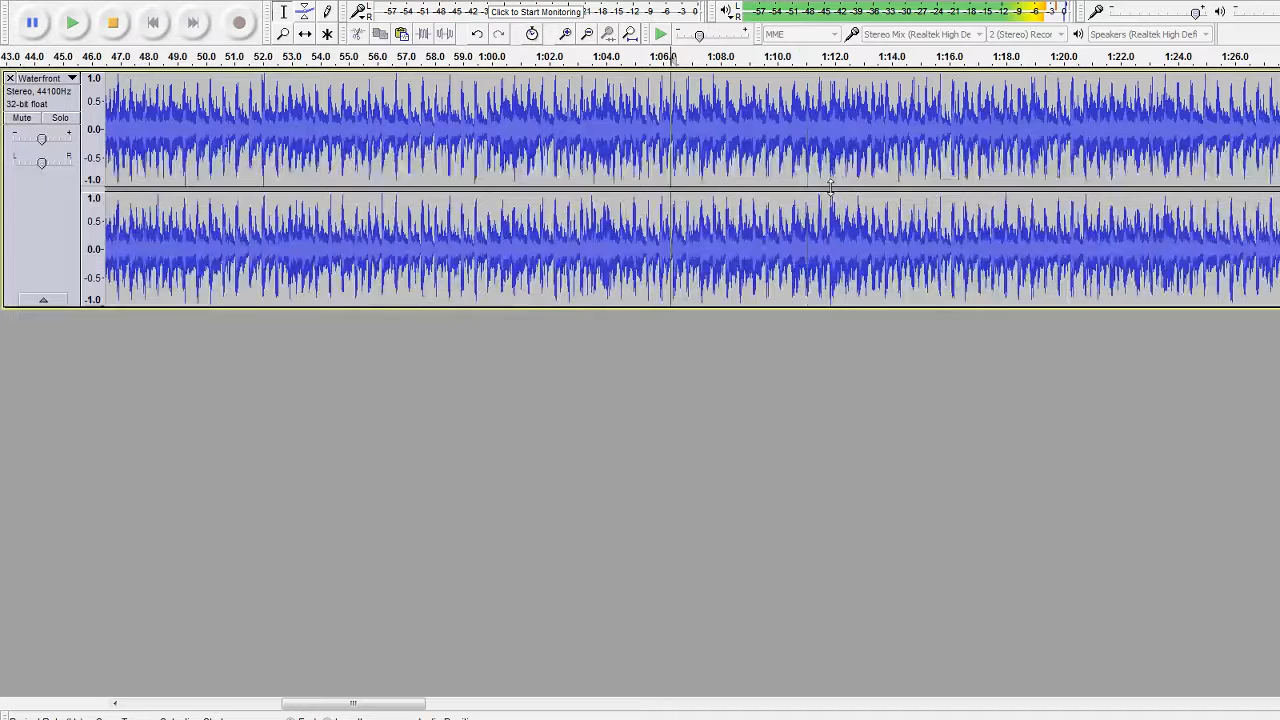 -57 -54 -51 -48 -45 -42 Click to Start Monitoring -18 -15 -12 -9 -6 -3 0
L R
-57 -54 -51 -48 -45 -42 -39 -36 -33 -30 -27 -24 -21 -18 -15 -12 -9 -6 -3 0
L R
MME
Stereo Mix (Realtek High De
2 (Stereo) Recor
Speakers (Realtek High Defi
43.0 44.0 45.0 46.0 47.0 48.0 49.0 50.0 51.0 52.0 53.0 54.0 55.0 56.0 57.0 58.0 59.0 1:00.0 1:02.0 1:04.0 1:06.0 1:08.0 1:10.0 1:12.0 1:14.0 1:16.0 1:18.0 1:20.0 1:22.0 1:24.0 1:26.0
Waterfront
Stereo, 44100Hz
32-bit float
Mute Solo
- +
L R
1.0
0.5
0.0
-0.5
-1.0
1.0
0.5
0.0
-0.5
-1.0